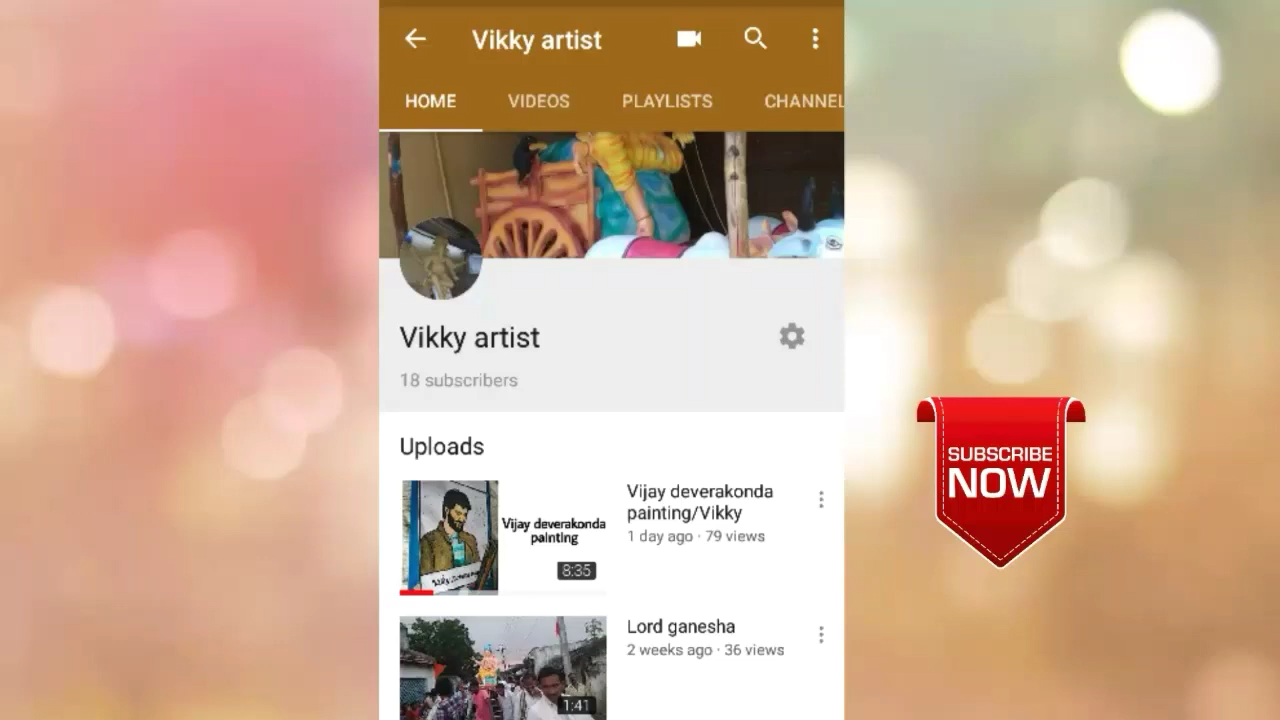 Vikky artist
HOME VIDEOS PLAYLISTS CHANNEL
Vikky artist
18 subscribers
Uploads
Vijay deverakonda
painting
8:35
Vijay deverakonda
painting/Vikky
1 day ago · 79 views
Lord ganesha
2 weeks ago · 36 views
1:41
SUBSCRIBE
NOW